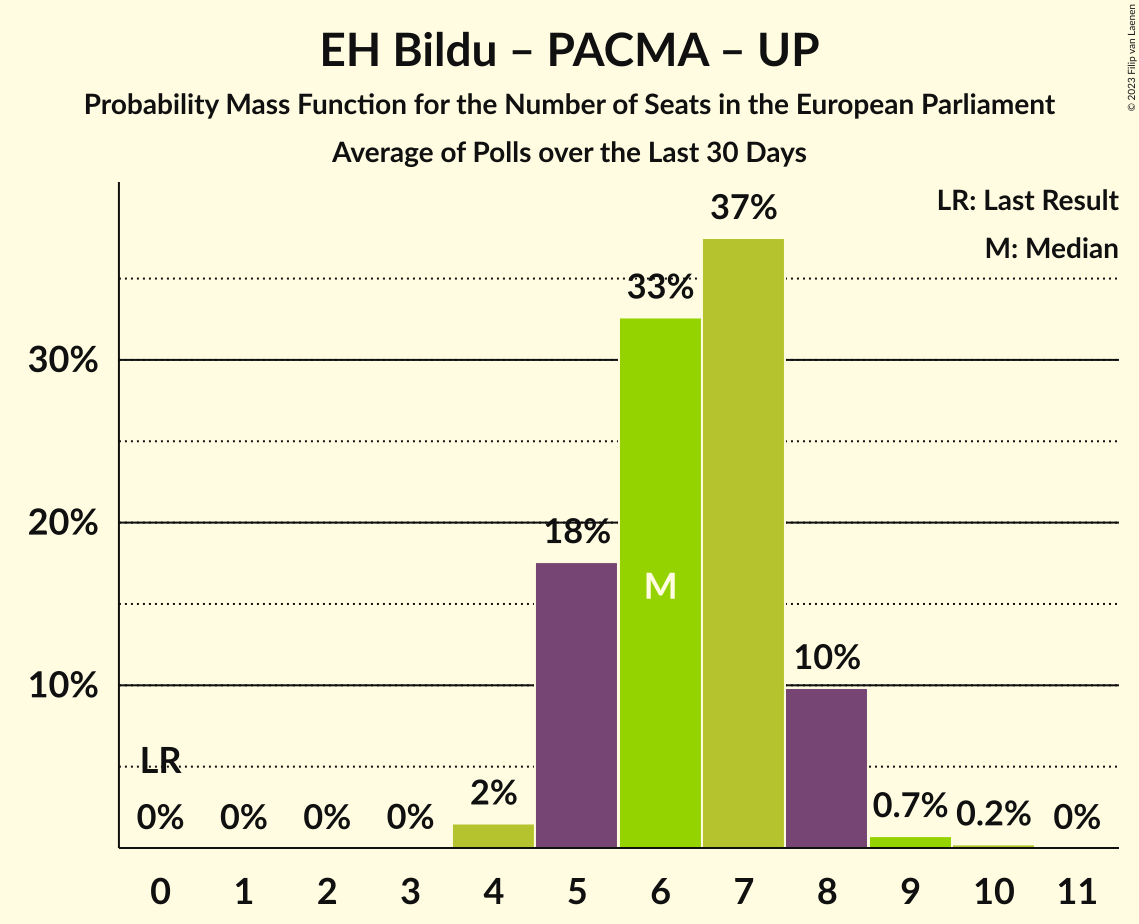 EH Bildu – PACMA – UP
Probability Mass Function for the Number of Seats in the European Parliament
Average of Polls over the Last 30 Days
© 2023 Filip van Laenen
LR: Last Result
M: Median
37%
33%
30%
20%
18%
M
10%
10%
LR
0%
0%
0%
0%
2%
0.7%
0.2%
0%
0 1 2 3 4 5 6 7 8 9 10 11